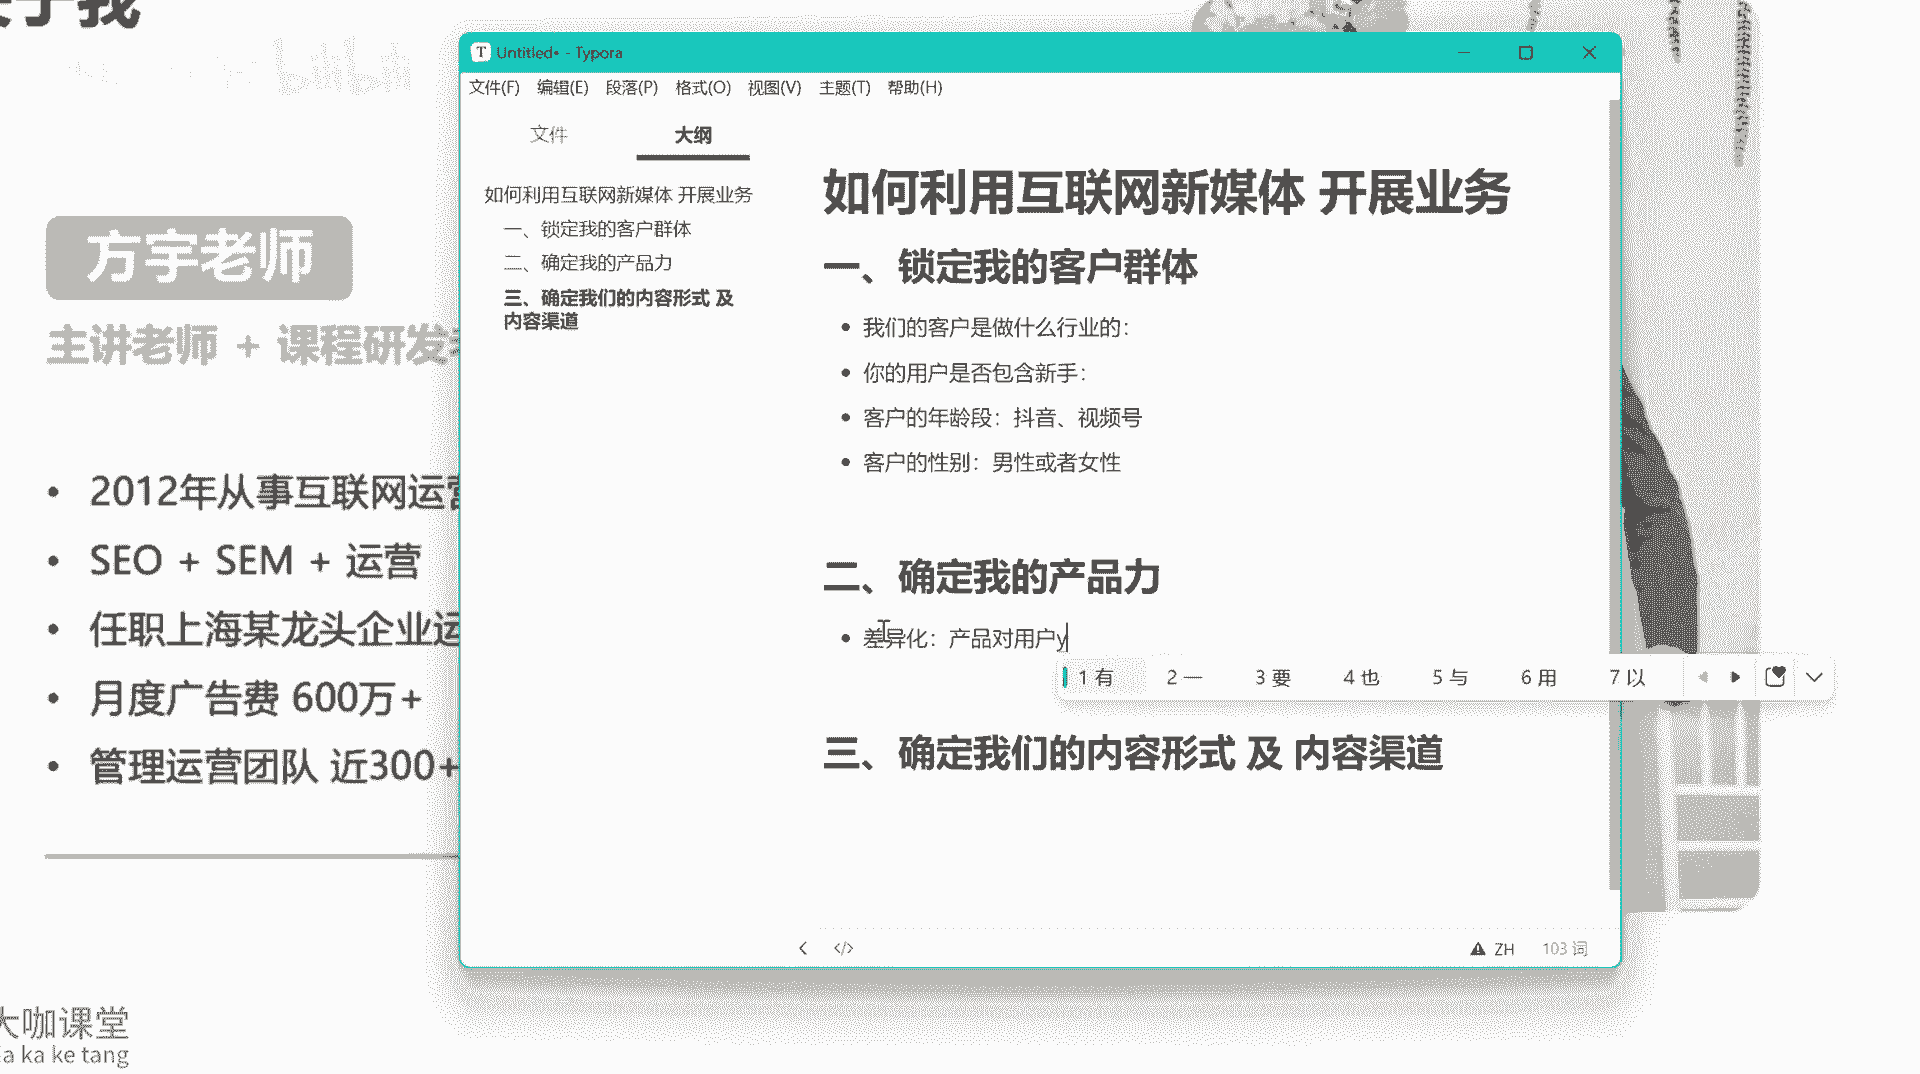 于我
bilibili
方宇老师
主讲老师 + 课程研发
2012年从事互联网运营
SEO + SEM + 运营
任职上海某龙头企业运
月度广告费 600万+
管理运营团队 近300+
大咖课堂
a ka ke tang
T Untitled• - Typora
文件(F) 编辑(E) 段落(P) 格式(O) 视图(V) 主题(T) 帮助(H)
文件 大纲
如何利用互联网新媒体 开展业务
一、锁定我的客户群体
二、确定我的产品力
三、确定我们的内容形式 及
内容渠道
如何利用互联网新媒体 开展业务
一、锁定我的客户群体
我们的客户是做什么行业的：
你的用户是否包含新手：
客户的年龄段：抖音、视频号
客户的性别：男性或者女性
二、确定我的产品力
差异化：产品对用户y
1 有 2 一 3 要 4 也 5 与 6 用 7 以
三、确定我们的内容形式 及 内容渠道
</> ZH 103 词